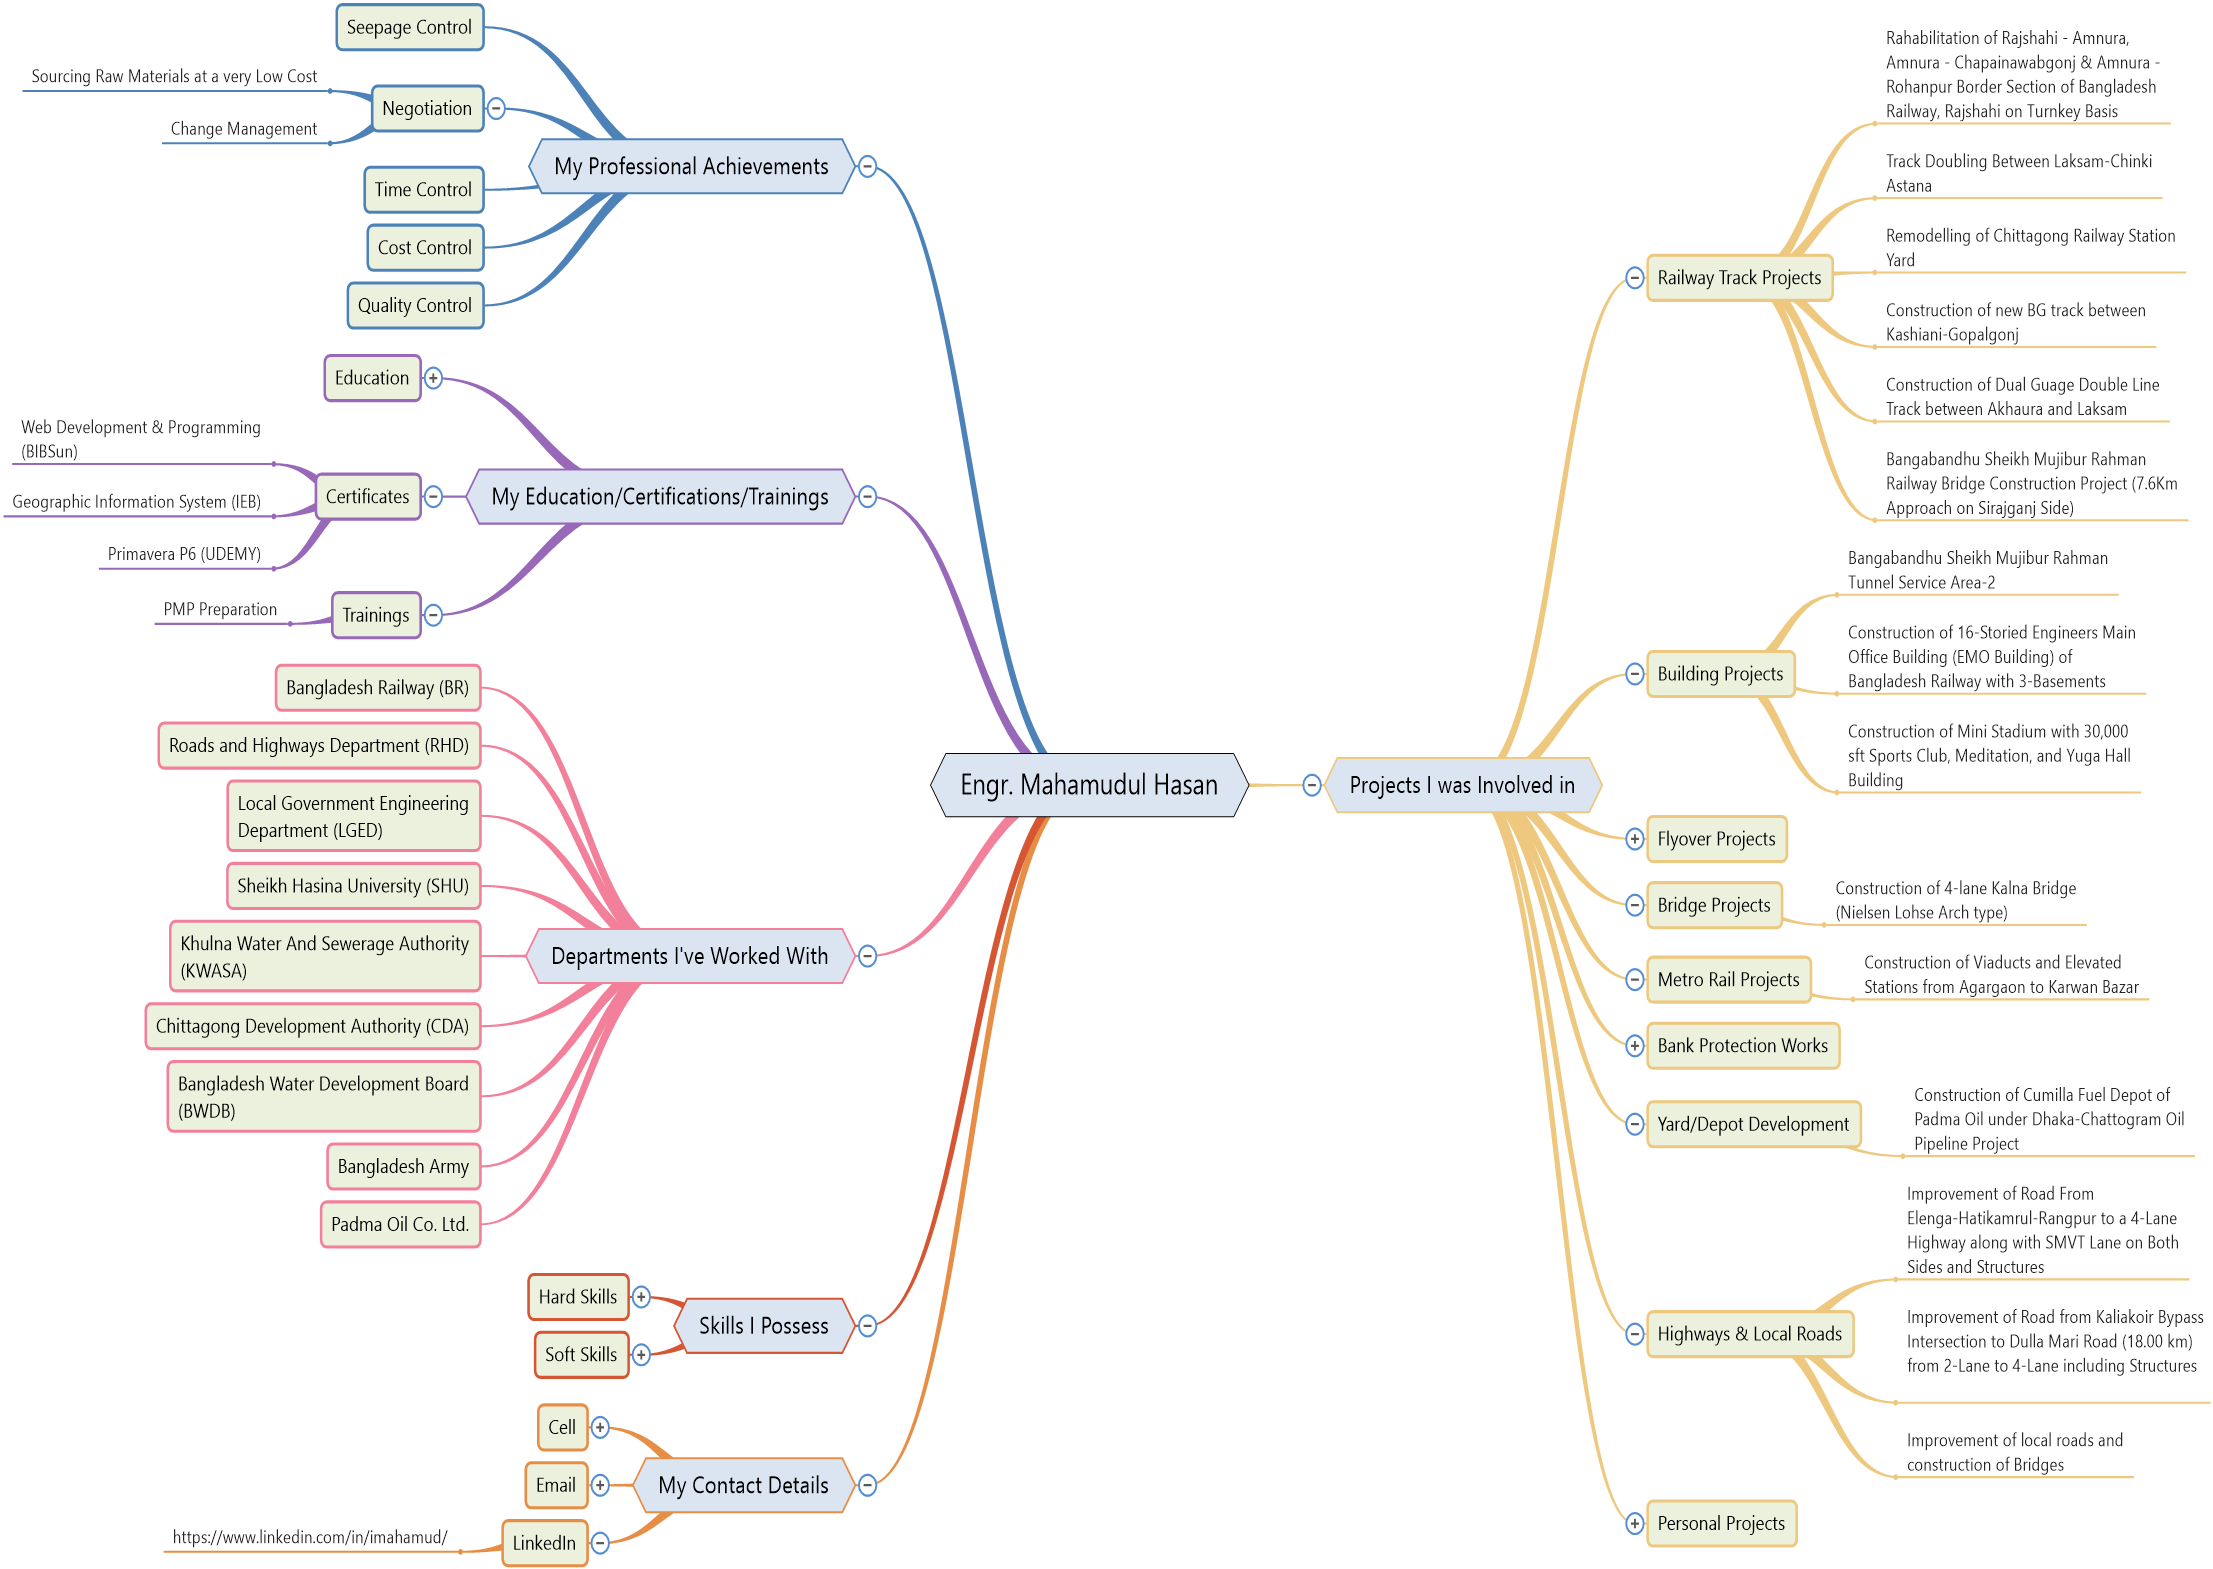 Engr. Mahamudul Hasan
My Professional Achievements
Seepage Control
Negotiation
Sourcing Raw Materials at a very Low Cost
Change Management
Time Control
Cost Control
Quality Control
My Education/Certifications/Trainings
Education
Certificates
Web Development & Programming
(BIBSun)
Geographic Information System (IEB)
Primavera P6 (UDEMY)
Trainings
PMP Preparation
Departments I've Worked With
Bangladesh Railway (BR)
Roads and Highways Department (RHD)
Local Government Engineering
Department (LGED)
Sheikh Hasina University (SHU)
Khulna Water And Sewerage Authority
(KWASA)
Chittagong Development Authority (CDA)
Bangladesh Water Development Board
(BWDB)
Bangladesh Army
Padma Oil Co. Ltd.
Skills I Possess
Hard Skills
Soft Skills
My Contact Details
Cell
Email
LinkedIn
https://www.linkedin.com/in/imahamud/
Projects I was Involved in
Railway Track Projects
Rahabilitation of Rajshahi - Amnura,
Amnura - Chapainawabgonj & Amnura -
Rohanpur Border Section of Bangladesh
Railway, Rajshahi on Turnkey Basis
Track Doubling Between Laksam-Chinki
Astana
Remodelling of Chittagong Railway Station
Yard
Construction of new BG track between
Kashiani-Gopalgonj
Construction of Dual Guage Double Line
Track between Akhaura and Laksam
Bangabandhu Sheikh Mujibur Rahman
Railway Bridge Construction Project (7.6Km
Approach on Sirajganj Side)
Building Projects
Bangabandhu Sheikh Mujibur Rahman
Tunnel Service Area-2
Construction of 16-Storied Engineers Main
Office Building (EMO Building) of
Bangladesh Railway with 3-Basements
Construction of Mini Stadium with 30,000
sft Sports Club, Meditation, and Yuga Hall
Building
Flyover Projects
Bridge Projects
Construction of 4-lane Kalna Bridge
(Nielsen Lohse Arch type)
Metro Rail Projects
Construction of Viaducts and Elevated
Stations from Agargaon to Karwan Bazar
Bank Protection Works
Yard/Depot Development
Construction of Cumilla Fuel Depot of
Padma Oil under Dhaka-Chattogram Oil
Pipeline Project
Highways & Local Roads
Improvement of Road From
Elenga-Hatikamrul-Rangpur to a 4-Lane
Highway along with SMVT Lane on Both
Sides and Structures
Improvement of Road from Kaliakoir Bypass
Intersection to Dulla Mari Road (18.00 km)
from 2-Lane to 4-Lane including Structures
Improvement of local roads and
construction of Bridges
Personal Projects